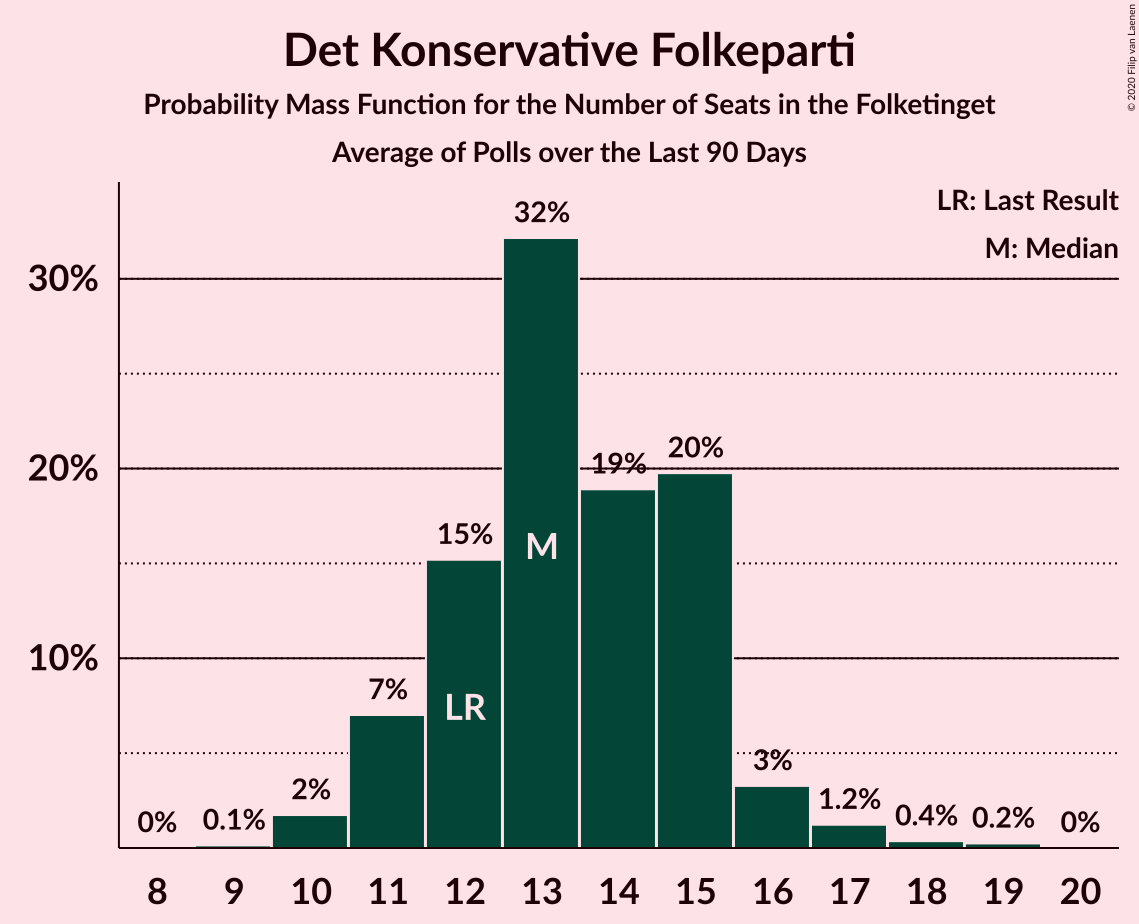 Det Konservative Folkeparti
Probability Mass Function for the Number of Seats in the Folketinget
Average of Polls over the Last 90 Days
© 2020 Filip van Laenen
LR: Last Result
M: Median
30%
20%
10%
0%
0.1%
2%
7%
15%
32%
19%
20%
3%
1.2%
0.4%
0.2%
0%
LR
M
8 9 10 11 12 13 14 15 16 17 18 19 20